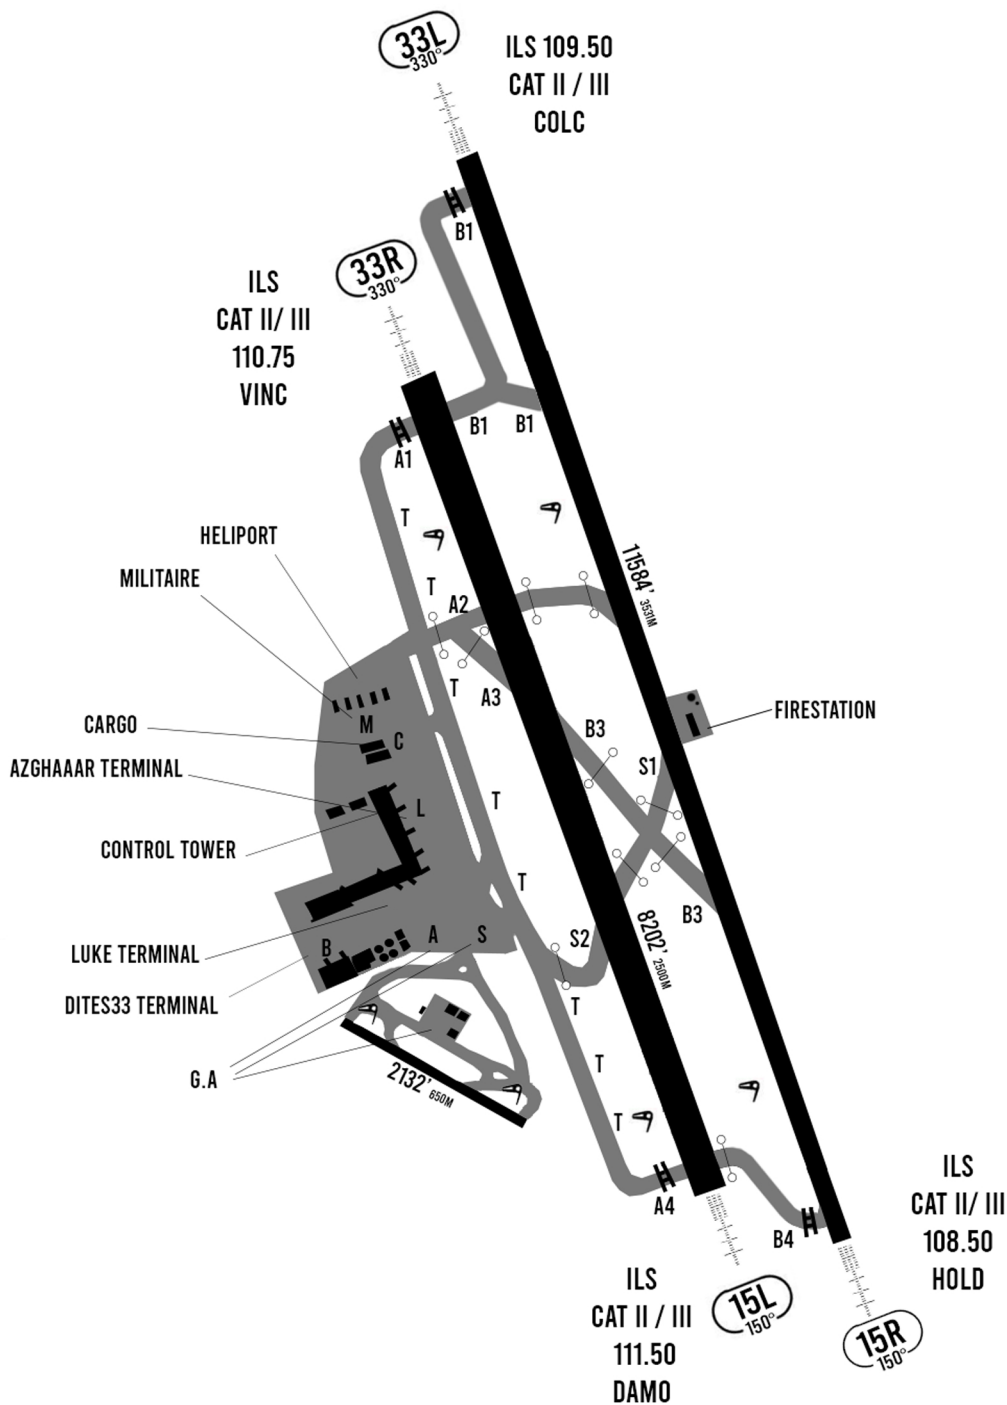 33L
330°
ILS 109.50
CAT II / III
COLC
B1
33R
330°
ILS
CAT II/ III
110.75
VINC
B1
B1
A1
T
HELIPORT
MILITAIRE
T
A2
11584' 3531M
T
A3
M
CARGO
C
B3
FIRESTATION
S1
AZGHAAAR TERMINAL
L
T
CONTROL TOWER
T
B3
8202' 2500M
LUKE TERMINAL
B
A
S
S2
DITES33 TERMINAL
T
G.A
2132' 650M
T
T
A4
B4
ILS
CAT II/ III
108.50
HOLD
ILS
CAT II / III
111.50
DAMO
15L
150°
15R
150°